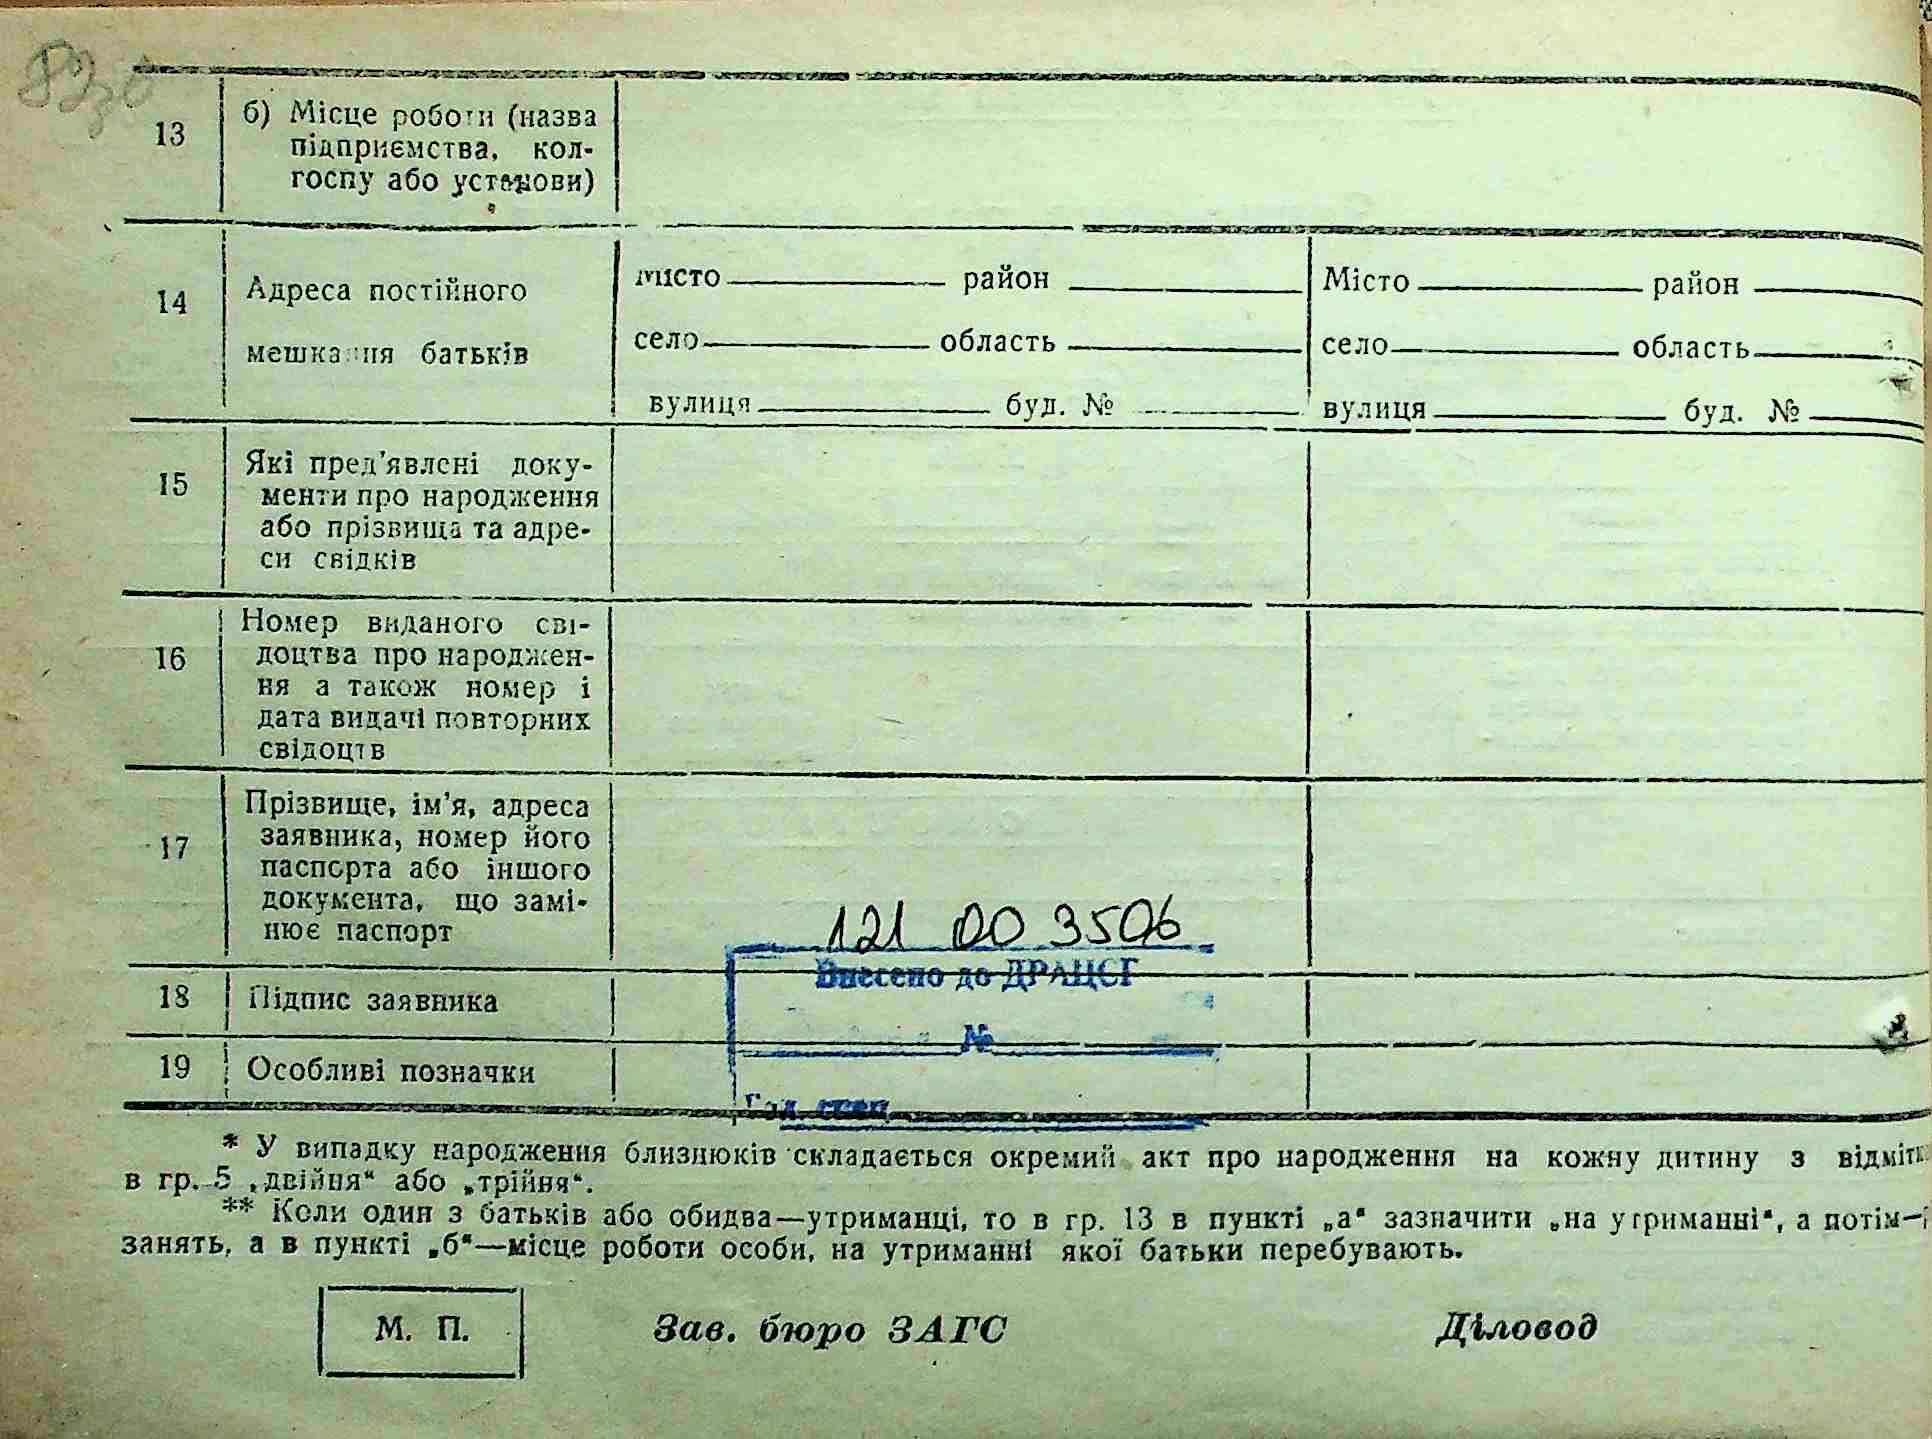 13
б) Місце роботи (назва
підприємства, кол-
госпу або установи)
14
Адреса постійного
мешкання батьків
місто район
село область
вулиця буд. №
Місто район
село область
вулиця буд. №
15
Які пред'явлені доку-
менти про народження
або прізвища та адре-
си свідків
16
Номер виданого сві-
доцтва про народжен-
ня а також номер і
дата видачі повторних
свідоцтв
17
Прізвище, ім'я, адреса
заявника, номер його
паспорта або іншого
документа, що замі-
нює паспорт
121 00 3506
Внесено до ДРАЦСГ
№
Гол. спец.
18
Підпис заявника
19
Особливі позначки
* У випадку народження близнюків складається окремий акт про народження на кожну дитину з відмітк
в гр. 5 „двійня“ або „трійня“.
** Коли один з батьків або обидва—утриманці, то в гр. 13 в пункті „а“ зазначити „на утриманні“, а потім—
занять, а в пункті „б“—місце роботи особи, на утриманні якої батьки перебувають.
М. П.
Зав. бюро ЗАГС
Діловод